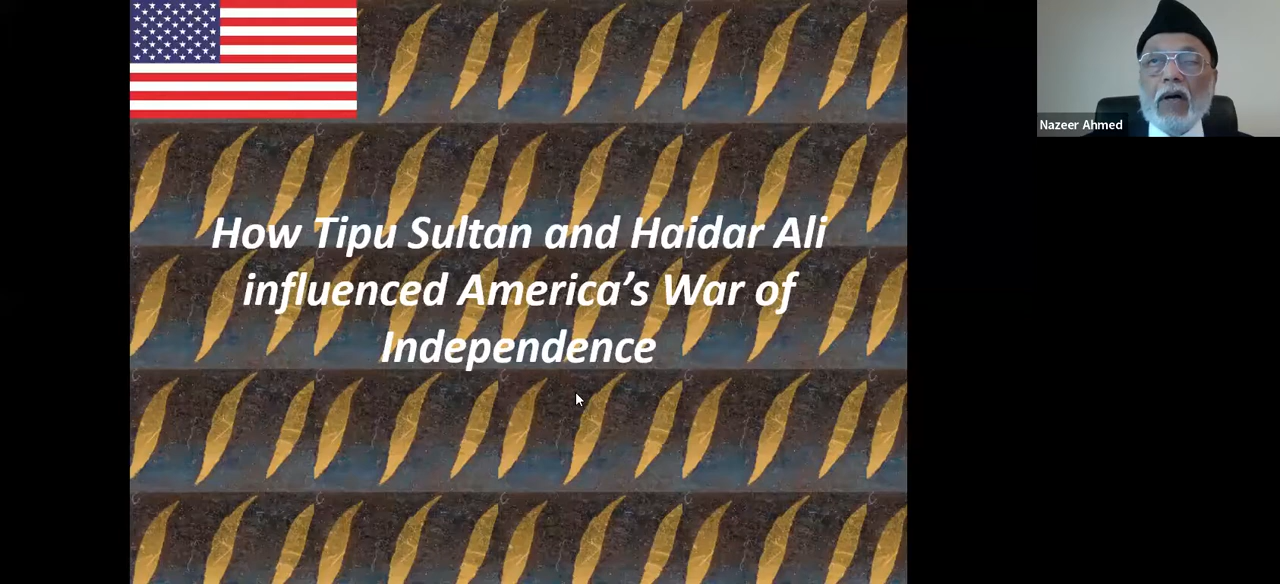 How Tipu Sultan and Haidar Ali
influenced America’s War of
Independence
Nazeer Ahmed